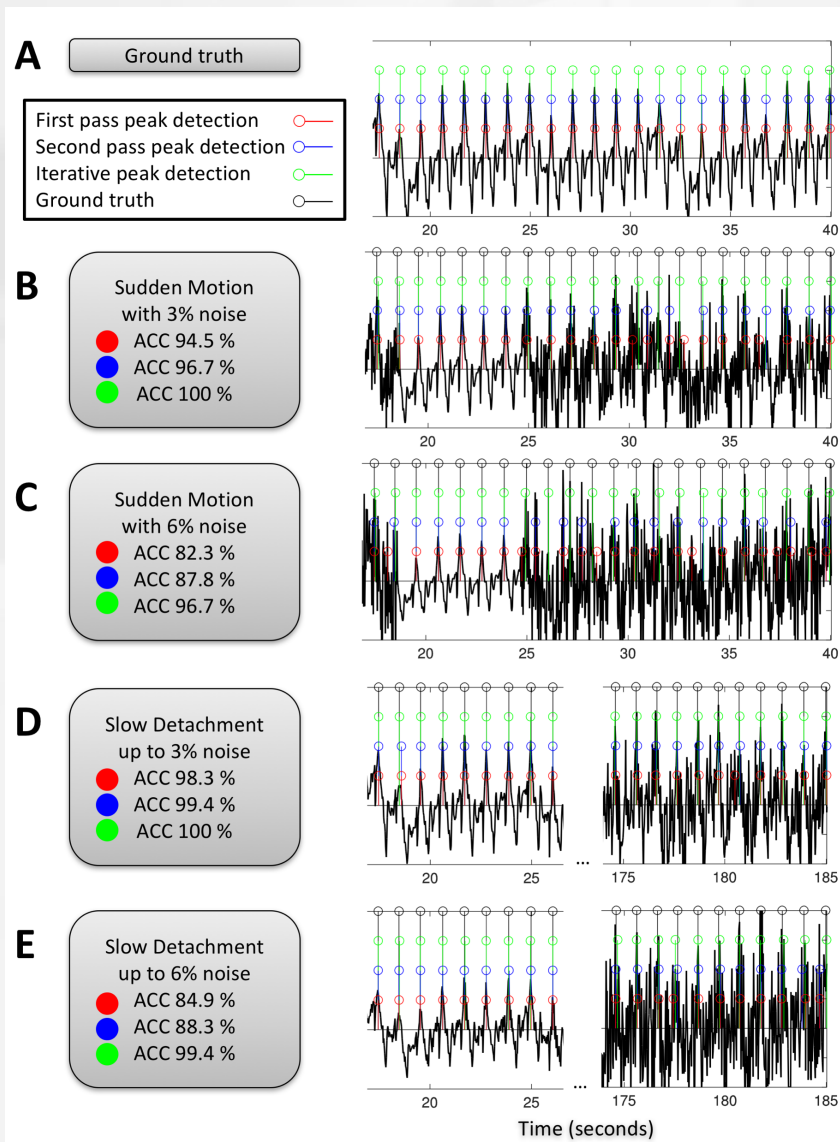 A
Ground truth
First pass peak detection
Second pass peak detection
Iterative peak detection
Ground truth
20 25 30 35 40
B
Sudden Motion
with 3% noise
ACC 94.5 %
ACC 96.7 %
ACC 100 %
20 25 30 35 40
C
Sudden Motion
with 6% noise
ACC 82.3 %
ACC 87.8 %
ACC 96.7 %
20 30 35 40
D
Slow Detachment
up to 3% noise
ACC 98.3 %
ACC 99.4 %
ACC 100 %
...
20 25 175 180 185
E
Slow Detachment
up to 6% noise
ACC 84.9 %
ACC 88.3 %
ACC 99.4 %
...
20 25 175 180 185
Time (seconds)